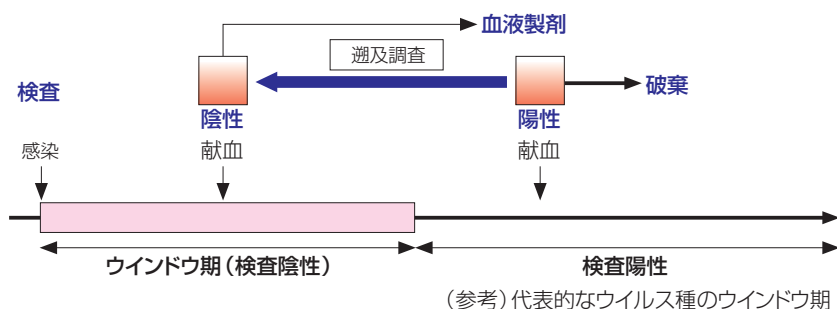 血液製剤
遡及調査
検査
破棄
陰性
陽性
感染
献血
献血
ウインドウ期(検査陰性)
検査陽性
(参考)代表的なウイルス種のウインドウ期